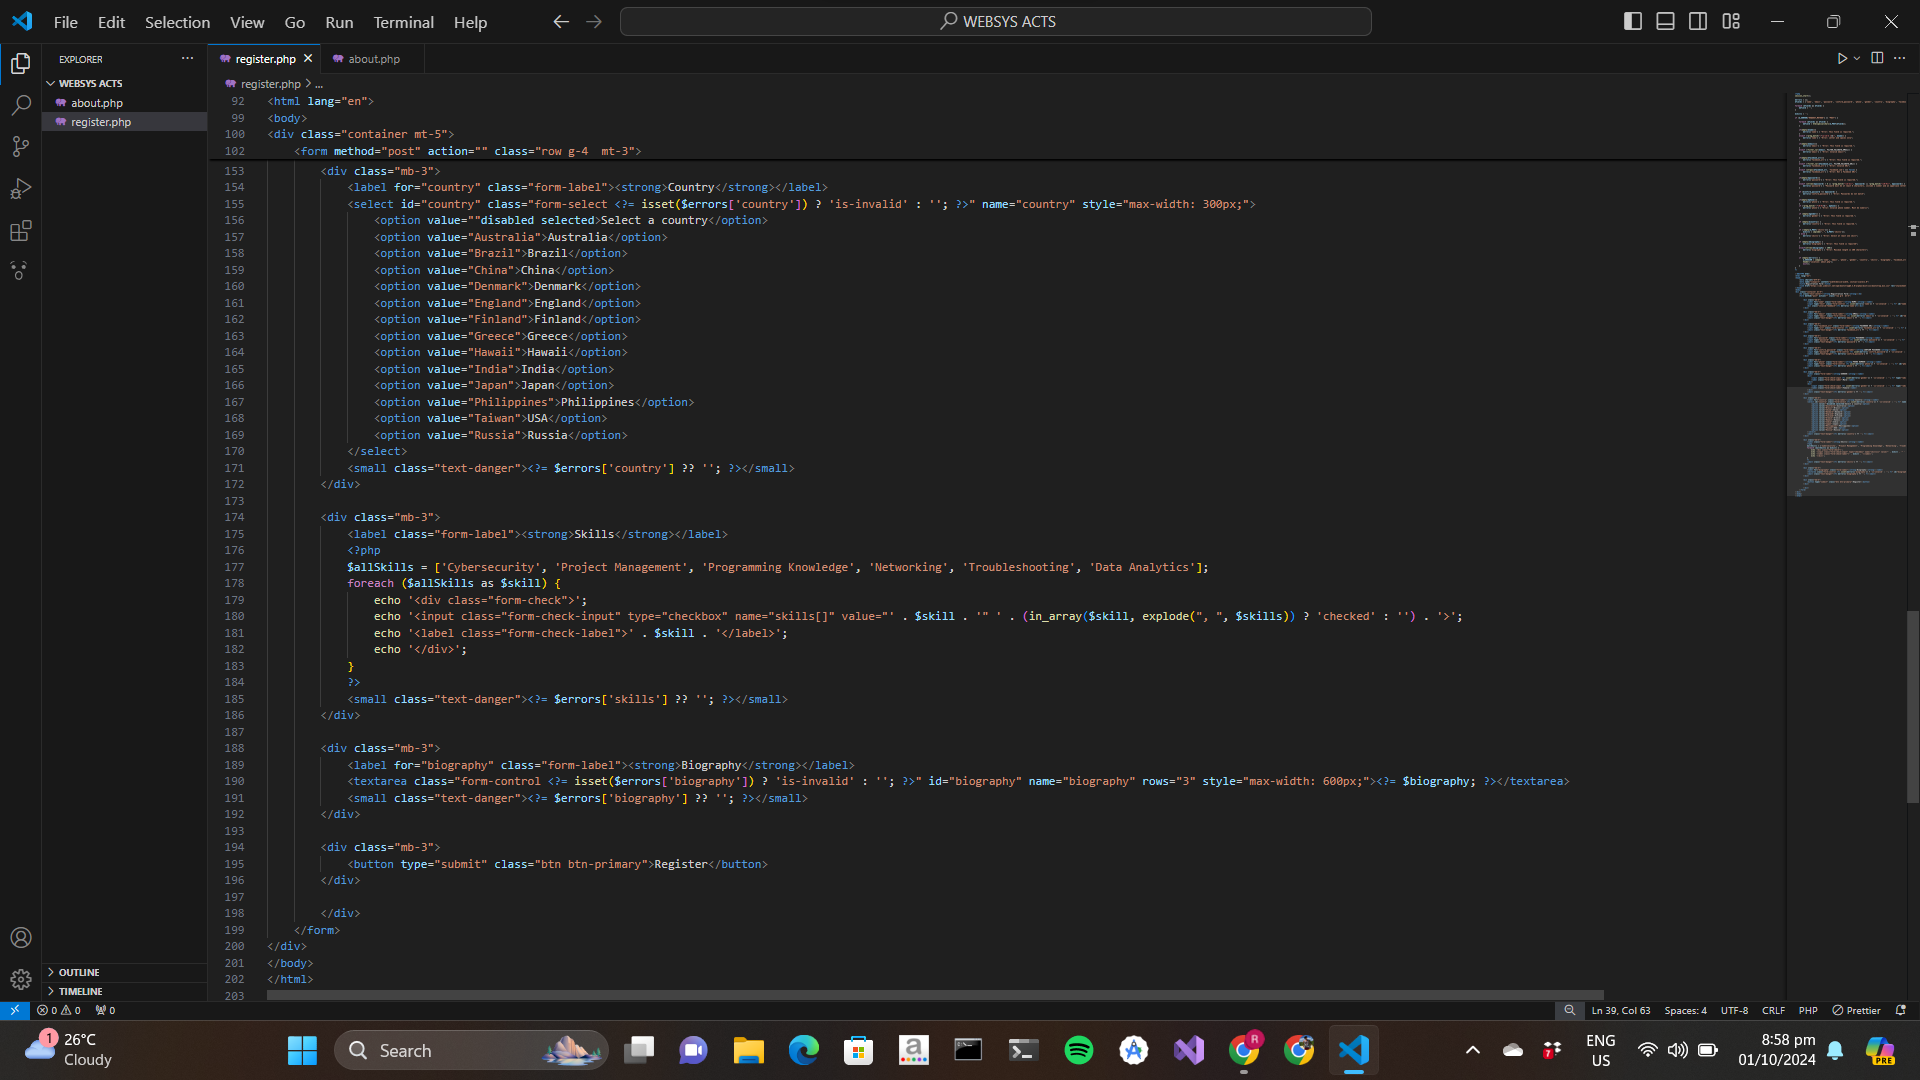 File Edit Selection View Go Run Terminal Help
WEBSYS ACTS
EXPLORER
WEBSYS ACTS
about.php
register.php
register.php about.php
register.php > ...
92 <html lang="en">
99 <body>
100 <div class="container mt-5">
102 <form method="post" action="" class="row g-4  mt-3">
153 <div class="mb-3">
154 <label for="country" class="form-label"><strong>Country</strong></label>
155 <select id="country" class="form-select <?= isset($errors['country']) ? 'is-invalid' : ''; ?>" name="country" style="max-width: 300px;">
156 <option value=""disabled selected>Select a country</option>
157 <option value="Australia">Australia</option>
158 <option value="Brazil">Brazil</option>
159 <option value="China">China</option>
160 <option value="Denmark">Denmark</option>
161 <option value="England">England</option>
162 <option value="Finland">Finland</option>
163 <option value="Greece">Greece</option>
164 <option value="Hawaii">Hawaii</option>
165 <option value="India">India</option>
166 <option value="Japan">Japan</option>
167 <option value="Philippines">Philippines</option>
168 <option value="Taiwan">USA</option>
169 <option value="Russia">Russia</option>
170 </select>
171 <small class="text-danger"><?= $errors['country'] ?? ''; ?></small>
172 </div>
173
174 <div class="mb-3">
175 <label class="form-label"><strong>Skills</strong></label>
176 <?php
177 $allSkills = ['Cybersecurity', 'Project Management', 'Programming Knowledge', 'Networking', 'Troubleshooting', 'Data Analytics'];
178 foreach ($allSkills as $skill) {
179 echo '<div class="form-check">';
180 echo '<input class="form-check-input" type="checkbox" name="skills[]" value="' . $skill . '" ' . (in_array($skill, explode(", ", $skills)) ? 'checked' : '') . '>';
181 echo '<label class="form-check-label">' . $skill . '</label>';
182 echo '</div>';
183 }
184 ?>
185 <small class="text-danger"><?= $errors['skills'] ?? ''; ?></small>
186 </div>
187
188 <div class="mb-3">
189 <label for="biography" class="form-label"><strong>Biography</strong></label>
190 <textarea class="form-control <?= isset($errors['biography']) ? 'is-invalid' : ''; ?>" id="biography" name="biography" rows="3" style="max-width: 600px;"><?= $biography; ?></textarea>
191 <small class="text-danger"><?= $errors['biography'] ?? ''; ?></small>
192 </div>
193
194 <div class="mb-3">
195 <button type="submit" class="btn btn-primary">Register</button>
196 </div>
197
198 </div>
199 </form>
200 </div>
201 </body>
202 </html>
203
OUTLINE
TIMELINE
0 0 0
Ln 39, Col 63 Spaces: 4 UTF-8 CRLF PHP Prettier
1
26°C
Cloudy
Search
a
R
7
ENG
US
8:58 pm
01/10/2024
PRE